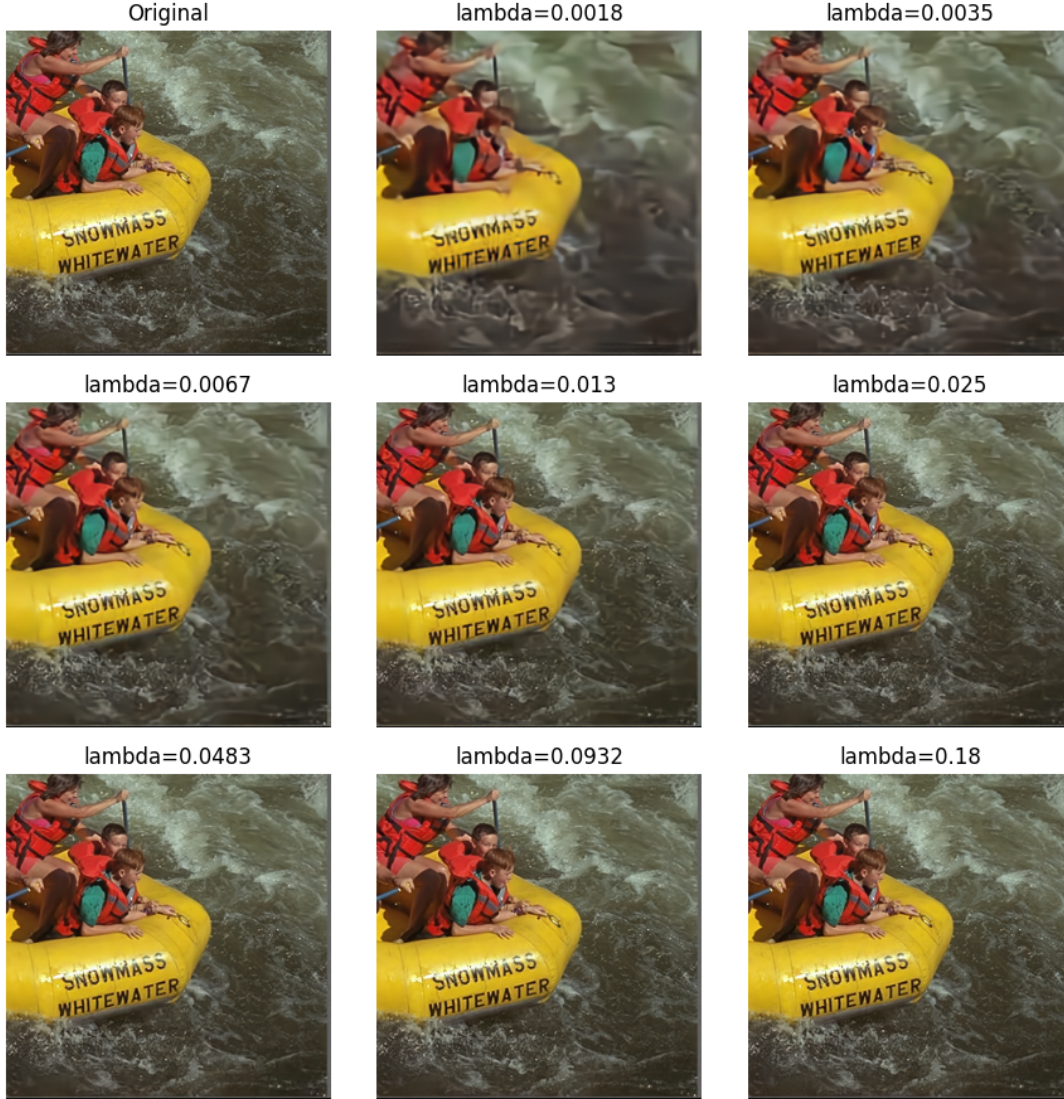 Original
lambda=0.0018
lambda=0.0035
SNOWMASS
WHITEWATER
SNOWMASS
WHITEWATER
SNOWMASS
WHITEWATER
lambda=0.0067
lambda=0.013
lambda=0.025
SNOWMASS
WHITEWATER
SNOWMASS
WHITEWATER
SNOWMASS
WHITEWATER
lambda=0.0483
lambda=0.0932
lambda=0.18
SNOWMASS
WHITEWATER
SNOWMASS
WHITEWATER
SNOWMASS
WHITEWATER